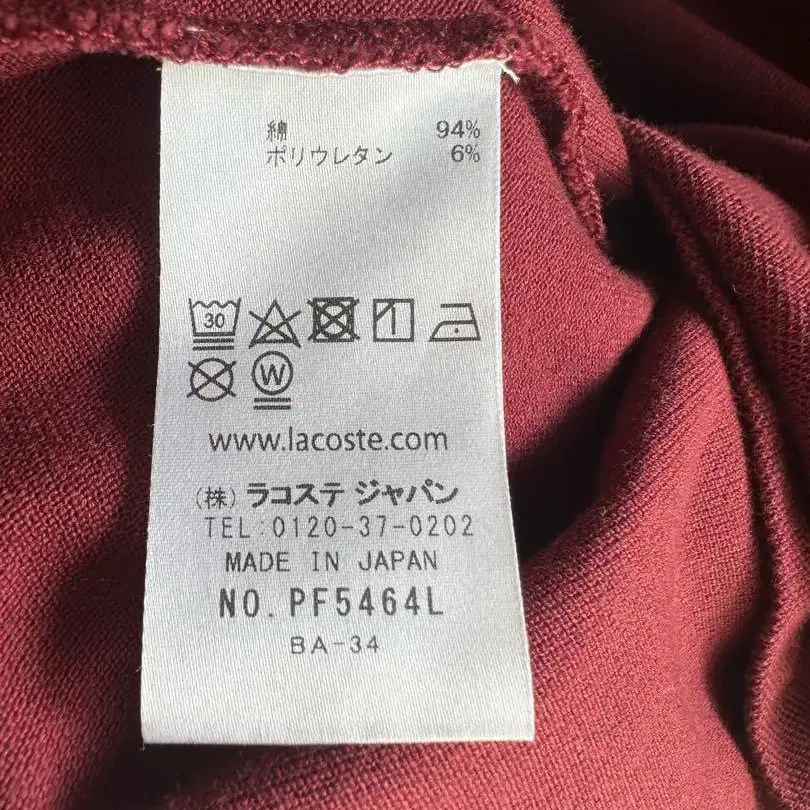 綿 94%
ポリウレタン 6%
30
W
www.lacoste.com
(株) ラコステ ジャパン
TEL:0120-37-0202
MADE IN JAPAN
NO. PF5464L
BA-34